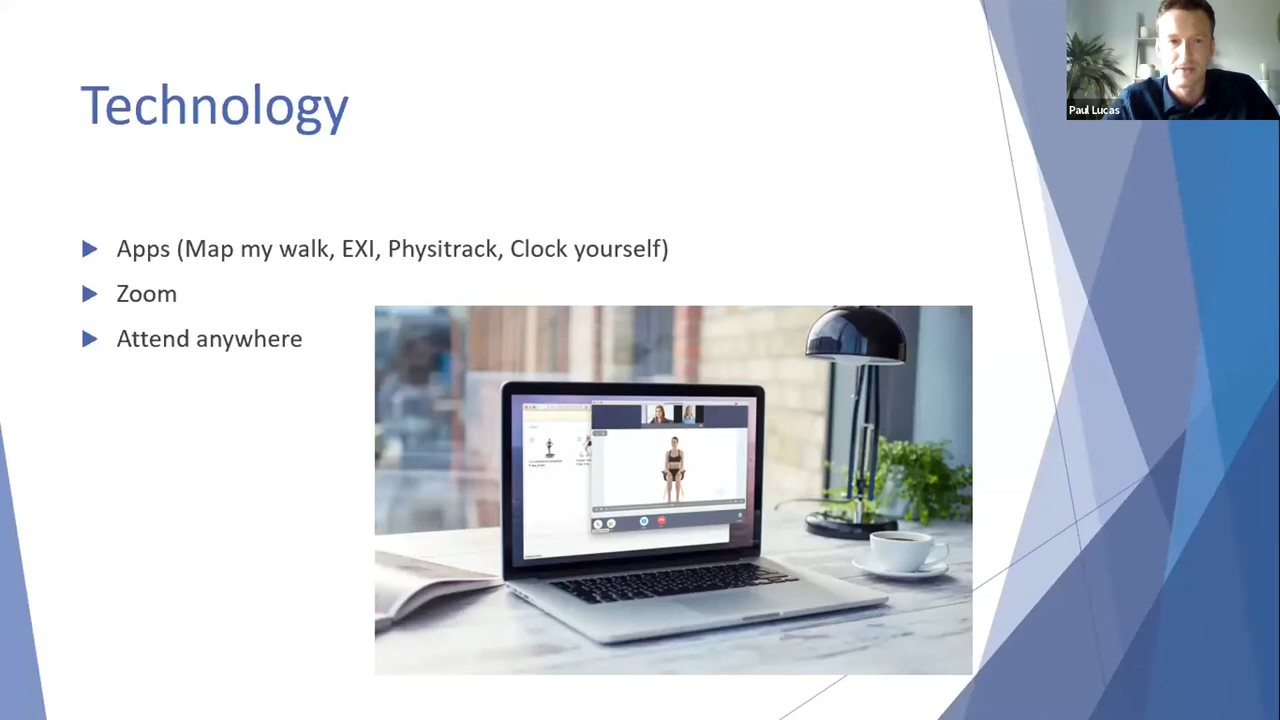 Technology
Paul Lucas
Apps (Map my walk, EXI, Physitrack, Clock yourself)
Zoom
Attend anywhere